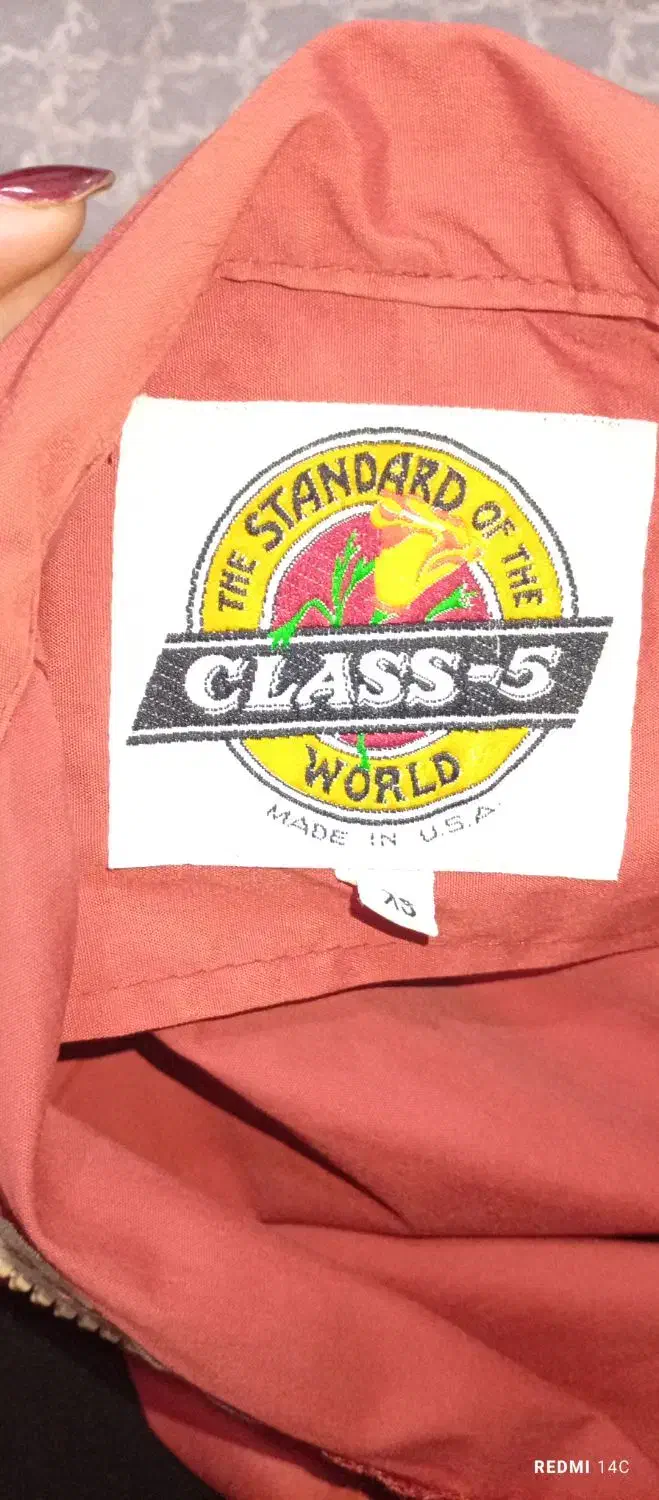 THE STANDARD OF THE
CLASS-5
WORLD
MADE IN U.S.A.
XS
REDMI 14C